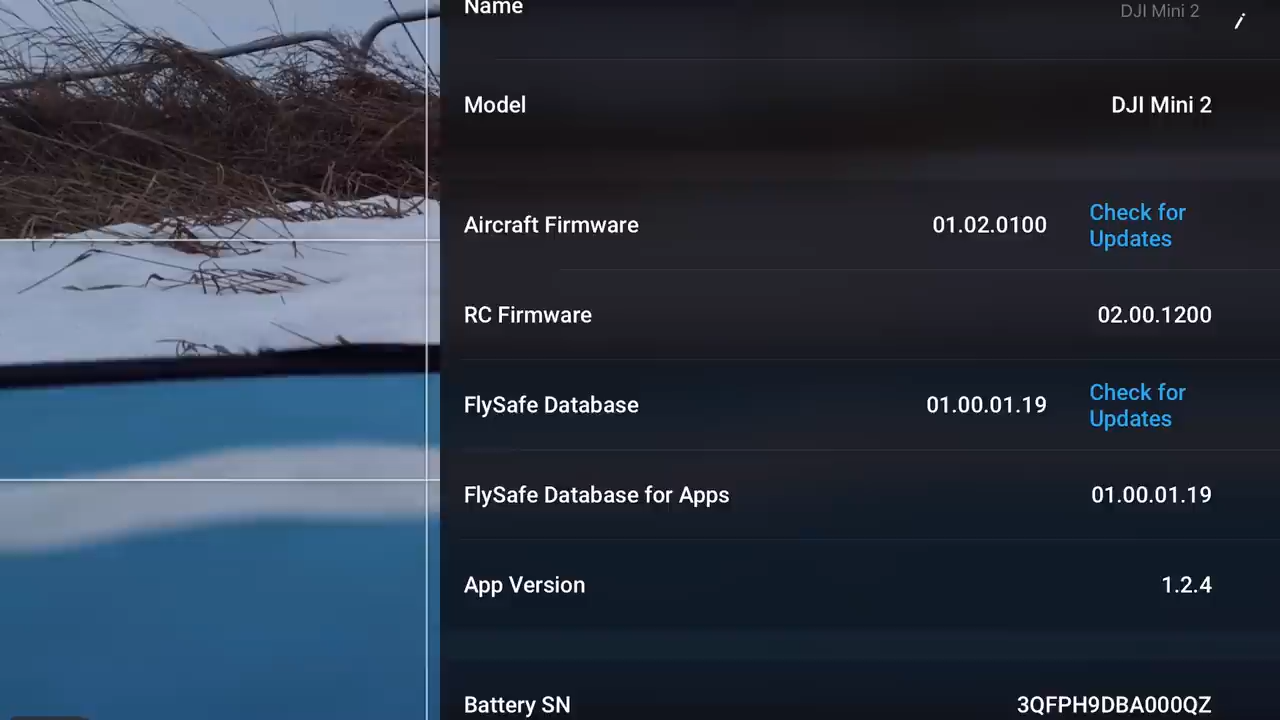 Name DJI Mini 2
Model DJI Mini 2
Aircraft Firmware 01.02.0100 Check for
Updates
RC Firmware 02.00.1200
FlySafe Database 01.00.01.19 Check for
Updates
FlySafe Database for Apps 01.00.01.19
App Version 1.2.4
Battery SN 3QFPH9DBA000QZ